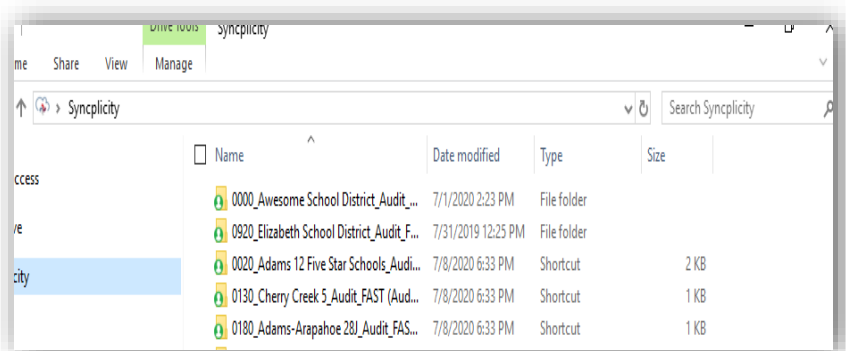 Drive Tools Syncplicity
me Share View Manage
Syncplicity Search Syncplicity
Name Date modified Type Size
ccess
0000_Awesome School District_Audit_... 7/1/2020 2:23 PM File folder
ve
0920_Elizabeth School District_Audit_F... 7/31/2019 12:25 PM File folder
city
0020_Adams 12 Five Star Schools_Audi... 7/8/2020 6:33 PM Shortcut 2 KB
0130_Cherry Creek 5_Audit_FAST (Aud... 7/8/2020 6:33 PM Shortcut 1 KB
0180_Adams-Arapahoe 28J_Audit_FAS... 7/8/2020 6:33 PM Shortcut 1 KB